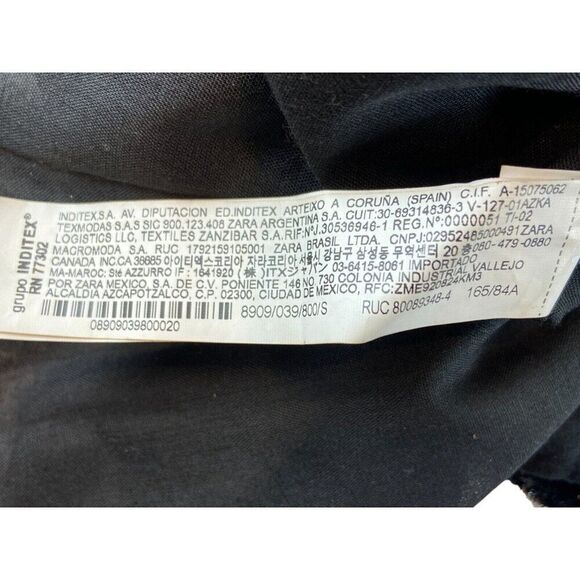 grupo INDITEX®
RN 77302
INDITEX,S.A. AV. DIPUTACION ED.INDITEX ARTEIXO A CORUÑA (SPAIN) C.I.F. A-15075062
TEXMODAS S.A.S SIC 900.123.408 ZARA ARGENTINA S.A. CUIT:30-69314836-3 V-127-01AZKA
LOGISTICS LLC, TEXTILES ZANZIBAR S.A.RIF:Nº.J.30536946-1 REG.Nº:0000051 TI-02
MACROMODA S.A. RUC 1792159105001 ZARA BRASIL LTDA. CNPJ:02952485000491ZARA
CANADA INC.CA 36685 아이티엑스코리아 자라코리아 서울시 강남구 삼성동 무역센터 20층 080-479-0880
MA-MAROC: Sté AZZURRO IF : 1641920 (株) ITXジャパン 03-6415-8061 IMPORTADO
POR ZARA MEXICO, S.A. DE C.V. PONIENTE 146 NO 730 COLONIA INDUSTRIAL VALLEJO
ALCALDIA AZCAPOTZALCO, C.P. 02300, CIUDAD DE MEXICO, RFC:ZME920824KM3
08909039800020 8909/039/800/S RUC 80089348-4 165/84A